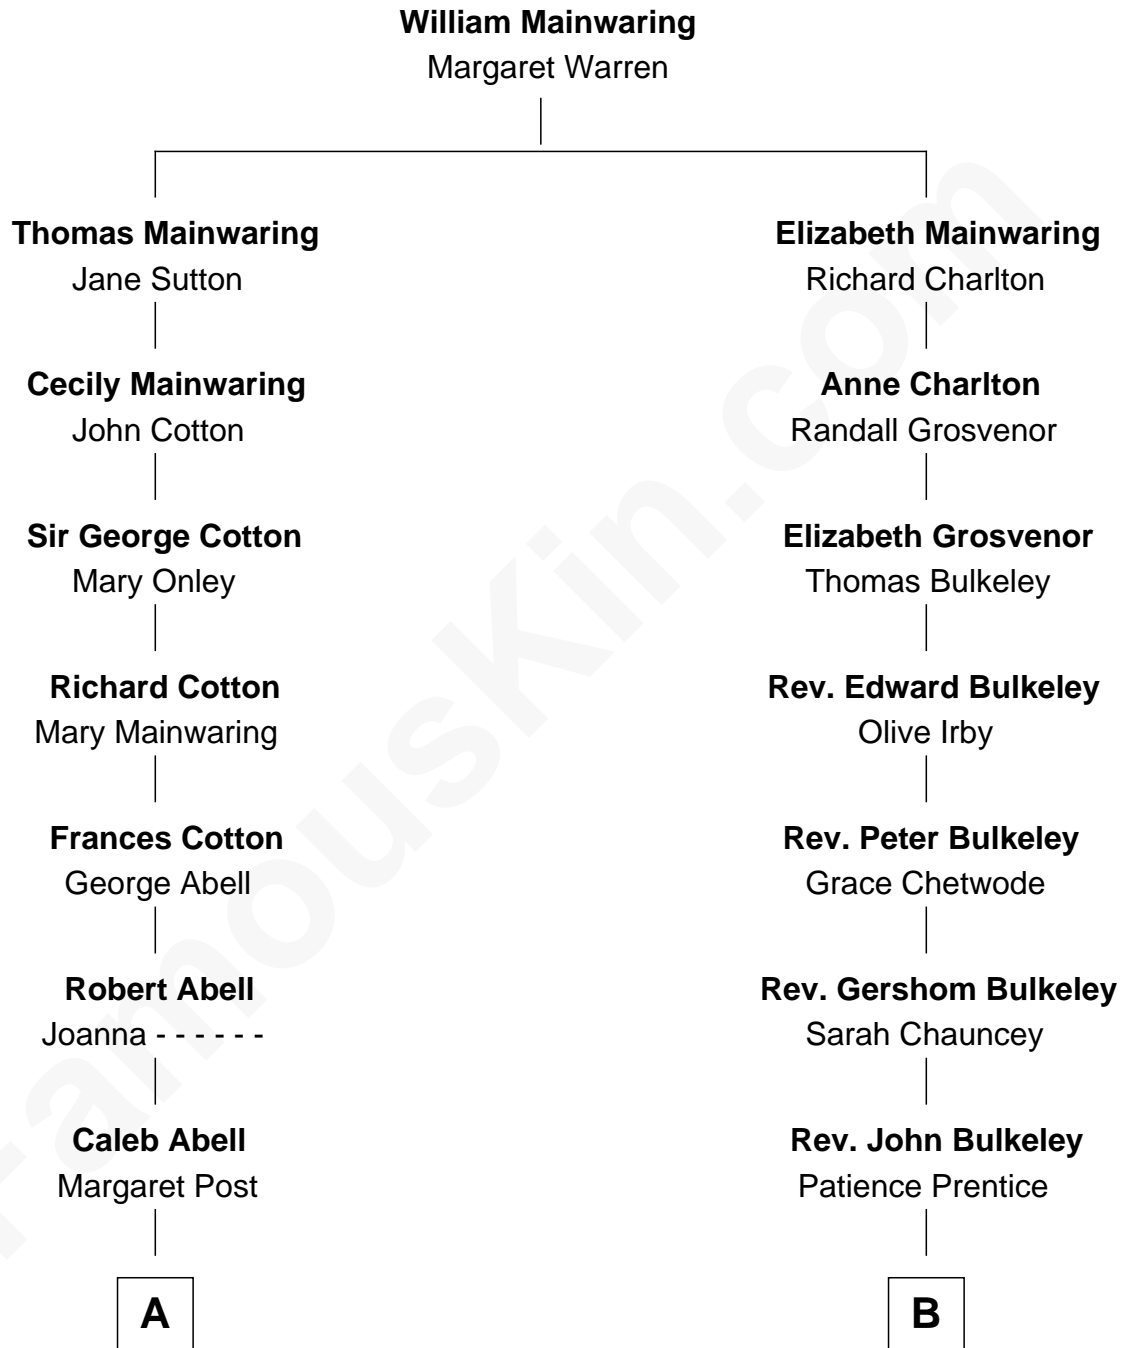 William Mainwaring
Margaret Warren
Thomas Mainwaring
Jane Sutton
Cecily Mainwaring
John Cotton
Sir George Cotton
Mary Onley
Richard Cotton
Mary Mainwaring
Frances Cotton
George Abell
Robert Abell
Joanna - - - - - -
Caleb Abell
Margaret Post
A
Elizabeth Mainwaring
Richard Charlton
Anne Charlton
Randall Grosvenor
Elizabeth Grosvenor
Thomas Bulkeley
Rev. Edward Bulkeley
Olive Irby
Rev. Peter Bulkeley
Grace Chetwode
Rev. Gershom Bulkeley
Sarah Chauncey
Rev. John Bulkeley
Patience Prentice
B
FamousKin.com